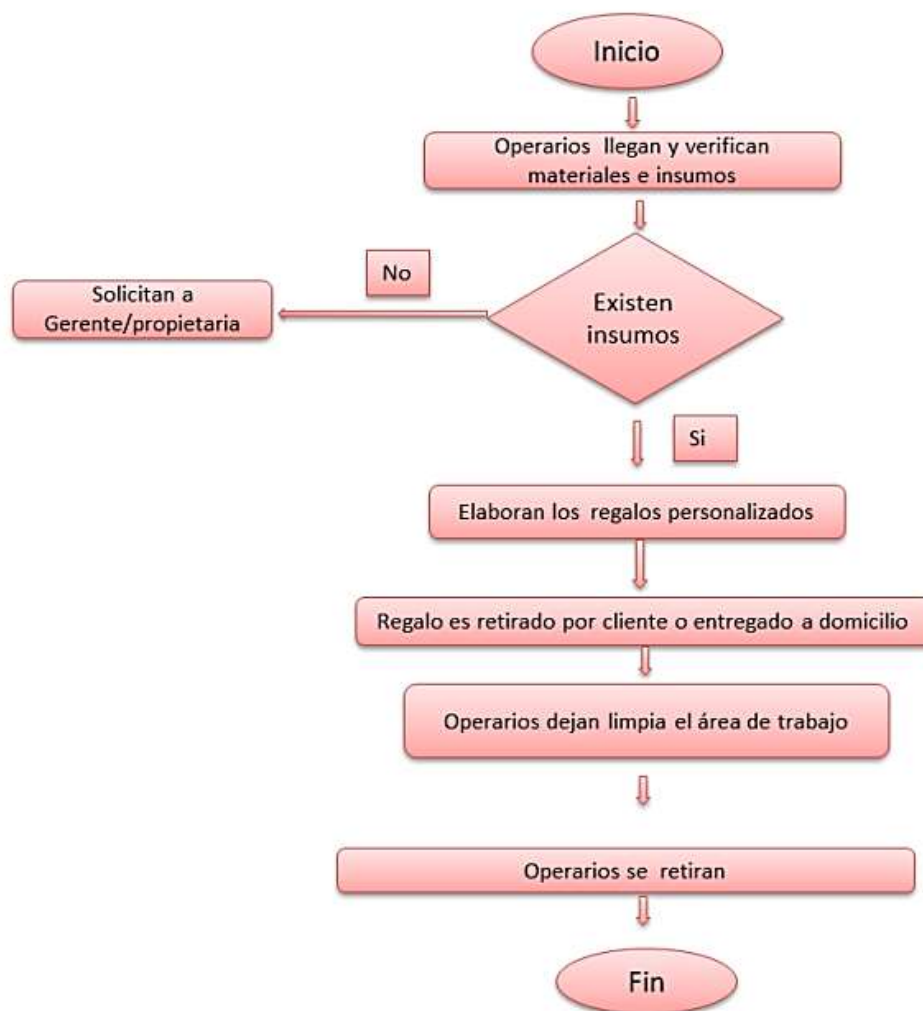 Inicio
Operarios llegan y verifican
materiales e insumos
No
Solicitan a
Gerente/propietaria
Existen
insumos
Si
Elaboran los regalos personalizados
Regalo es retirado por cliente o entregado a domicilio
Operarios dejan limpia el área de trabajo
Operarios se retiran
Fin